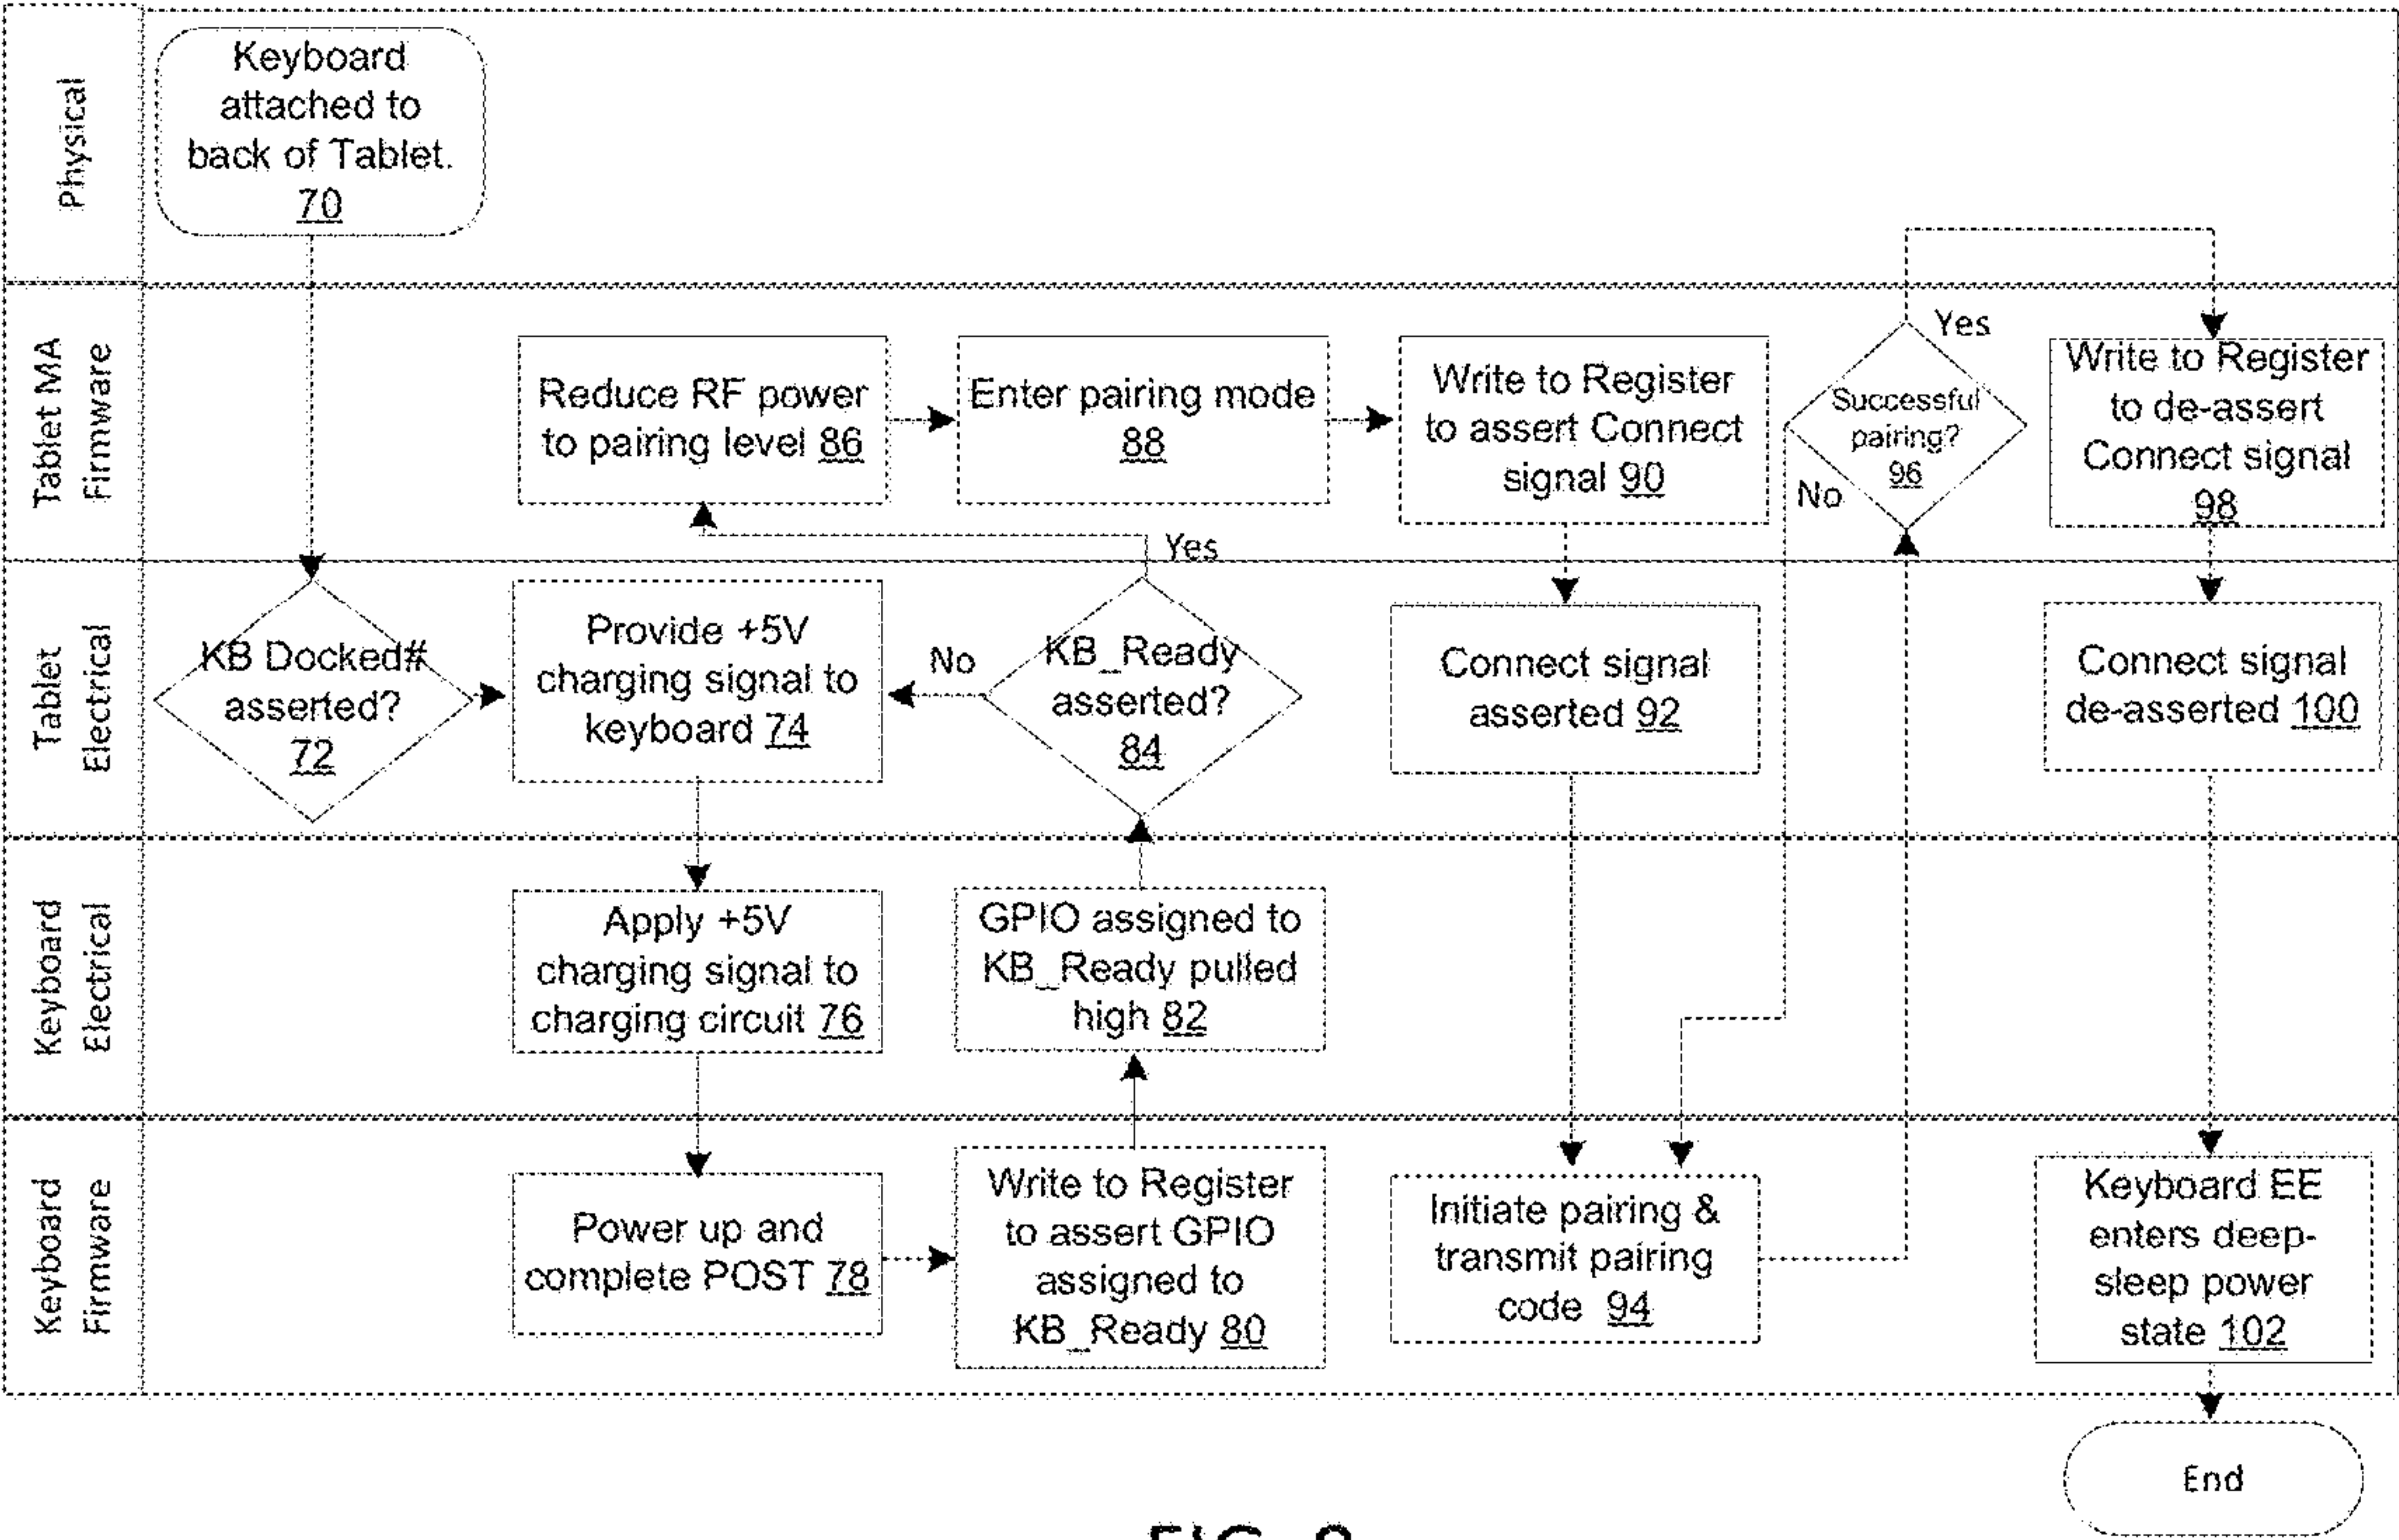 Physical
Keyboard
attached to
back of Tablet.
70
Tablet MA
Firmware
Reduce RF power
to pairing level 86
Enter pairing mode
88
Write to Register
to assert Connect
signal 90
Successful
pairing?
96
Yes
No
Write to Register
to de-assert
Connect signal
98
Tablet
Electrical
KB Docked#
asserted?
72
Provide +5V
charging signal to
keyboard 74
No
KB_Ready
asserted?
84
Yes
Connect signal
asserted 92
Connect signal
de-asserted 100
Keyboard
Electrical
Apply +5V
charging signal to
charging circuit 76
GPIO assigned to
KB_Ready pulled
high 82
Keyboard
Firmware
Power up and
complete POST 78
Write to Register
to assert GPIO
assigned to
KB_Ready 80
Initiate pairing &
transmit pairing
code 94
Keyboard EE
enters deep-
sleep power
state 102
End